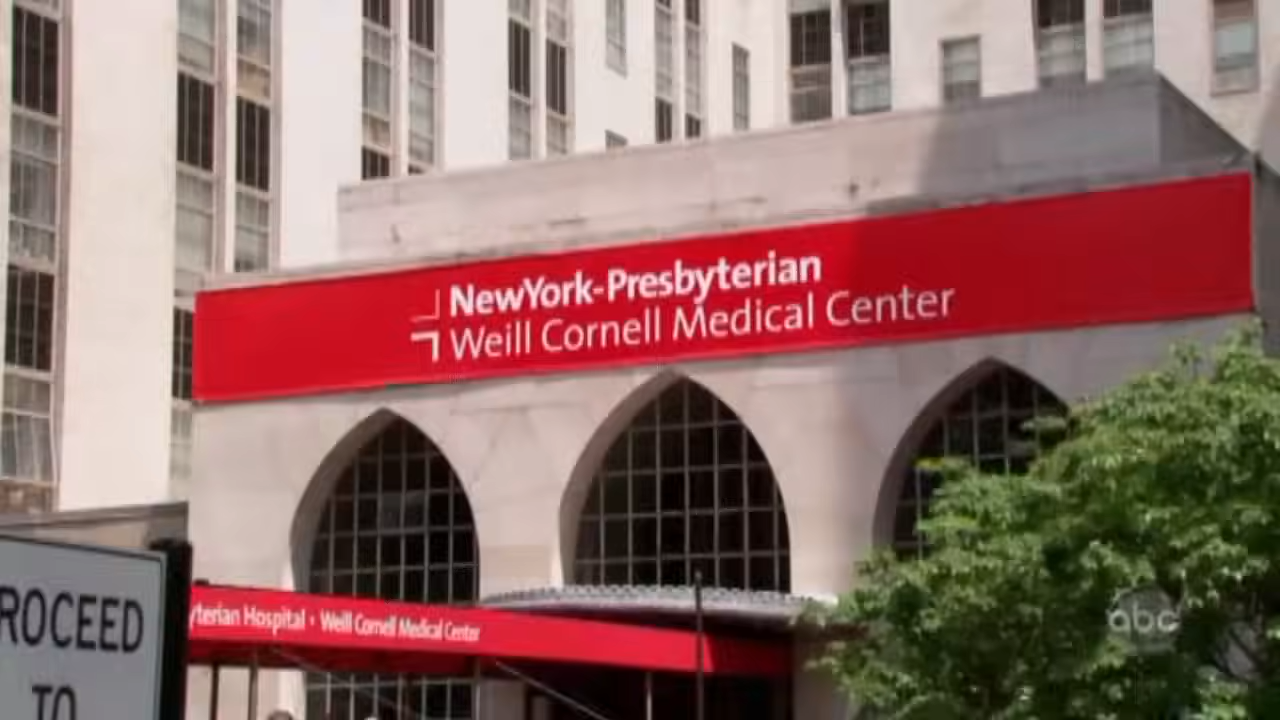 NewYork-Presbyterian
Weill Cornell Medical Center
yterian Hospital • Weill Cornell Medical Center
ROCEED
TO
abc